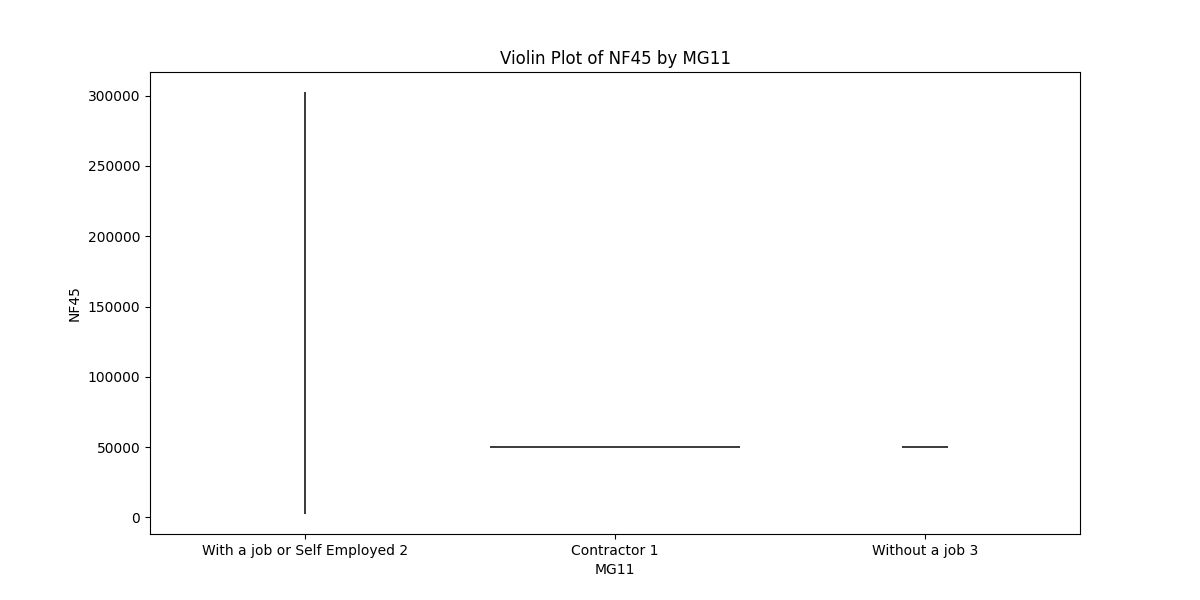 Violin Plot of NF45 by MG11
300000
250000
200000
150000
100000
50000
0
NF45
With a job or Self Employed 2
Contractor 1
Without a job 3
MG11